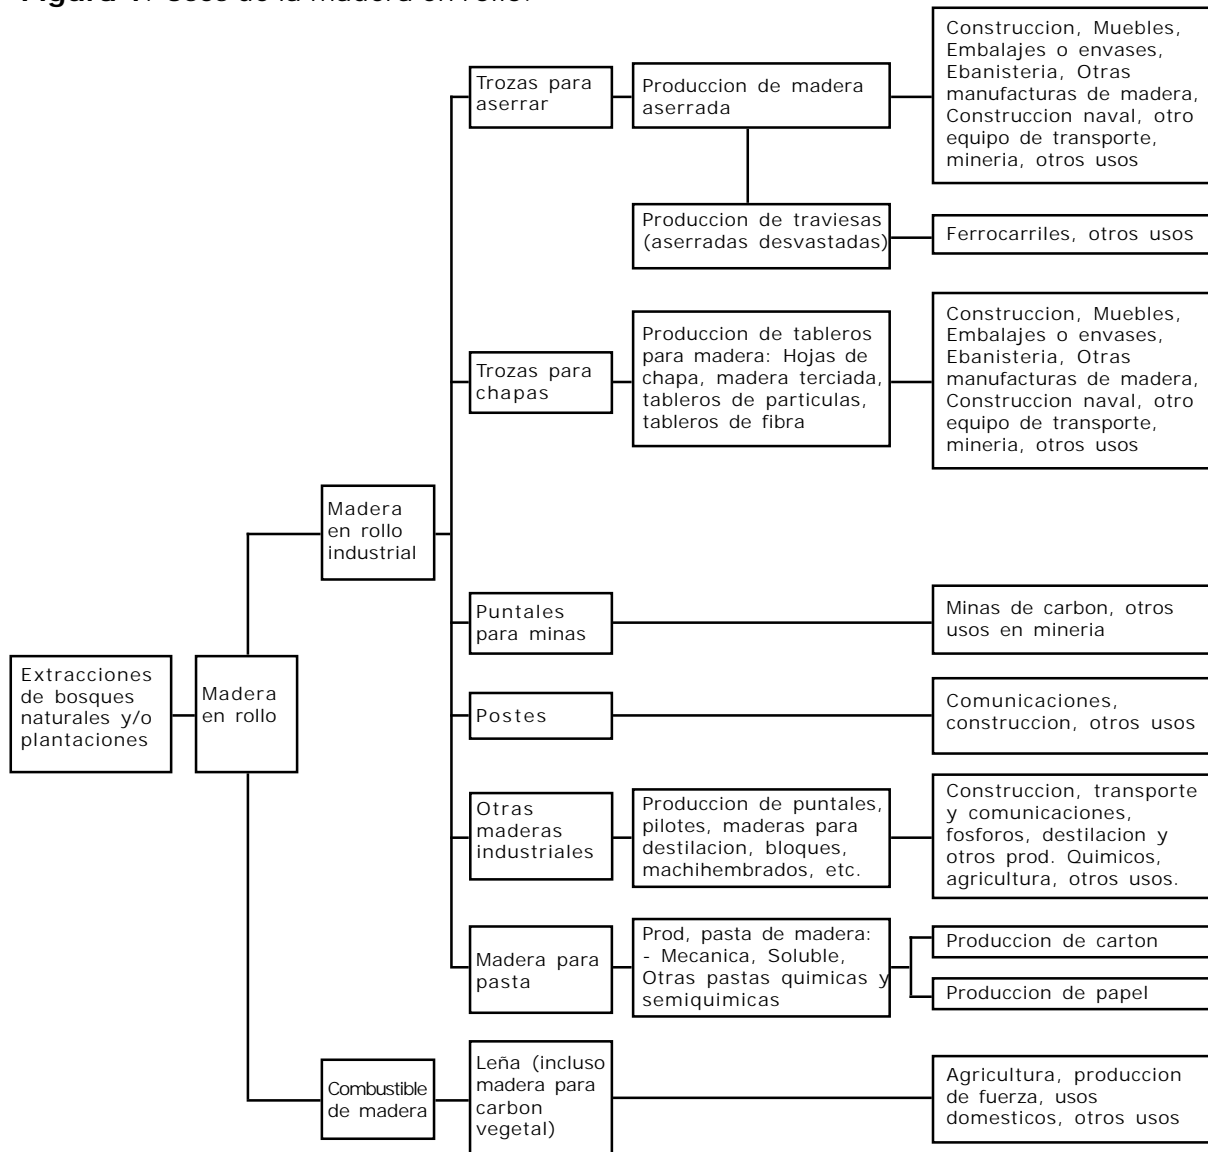 Figura 1. Usos de la madera en rollo.
Construccion, Muebles,
Embalajes o envases,
Ebanisteria, Otras
manufacturas de madera,
Construccion naval, otro
equipo de transporte,
mineria, otros usos
Trozas para
aserrar
Produccion de madera
aserrada
Produccion de traviesas
(aserradas desvastadas)
Ferrocarriles, otros usos
Trozas para
chapas
Produccion de tableros
para madera: Hojas de
chapa, madera terciada,
tableros de particulas,
tableros de fibra
Construccion, Muebles,
Embalajes o envases,
Ebanisteria, Otras
manufacturas de madera,
Construccion naval, otro
equipo de transporte,
mineria, otros usos
Madera
en rollo
industrial
Puntales
para minas
Minas de carbon, otros
usos en mineria
Extracciones
de bosques
naturales y/o
plantaciones
Madera
en rollo
Postes
Comunicaciones,
construccion, otros usos
Otras
maderas
industriales
Produccion de puntales,
pilotes, maderas para
destilacion, bloques,
machihembrados, etc.
Construccion, transporte
y comunicaciones,
fosforos, destilacion y
otros prod. Quimicos,
agricultura, otros usos.
Madera para
pasta
Prod, pasta de madera:
- Mecanica, Soluble,
Otras pastas quimicas y
semiquimicas
Produccion de carton
Produccion de papel
Combustible
de madera
Leña (incluso
madera para
carbon
vegetal)
Agricultura, produccion
de fuerza, usos
domesticos, otros usos